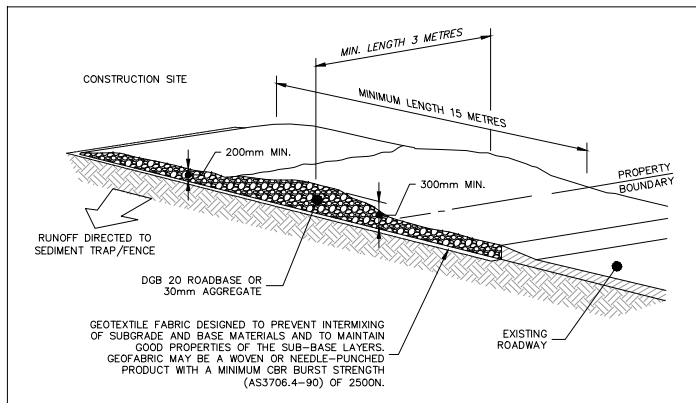 MIN. LENGTH 3 METRES
CONSTRUCTION SITE
MINIMUM LENGTH 15 METRES
200mm MIN.
300mm MIN.
PROPERTY
BOUNDARY
RUNOFF DIRECTED TO
SEDIMENT TRAP/FENCE
DGB 20 ROADBASE OR
30mm AGGREGATE
GEOTEXTILE FABRIC DESIGNED TO PREVENT INTERMIXING
OF SUBGRADE AND BASE MATERIALS AND TO MAINTAIN
GOOD PROPERTIES OF THE SUB-BASE LAYERS.
GEOFABRIC MAY BE A WOVEN OR NEEDLE-PUNCHED
PRODUCT WITH A MINIMUM CBR BURST STRENGTH
(AS3706.4-90) OF 2500N.
EXISTING
ROADWAY